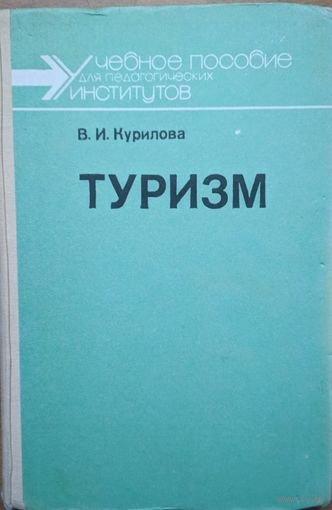 Учебное пособие
для педагогических
институтов
В. И. Курилова
ТУРИЗМ